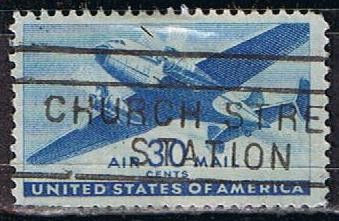 CHURCH STRE
STATION
AIR 30 MAIL
CENTS
UNITED STATES OF AMERICA